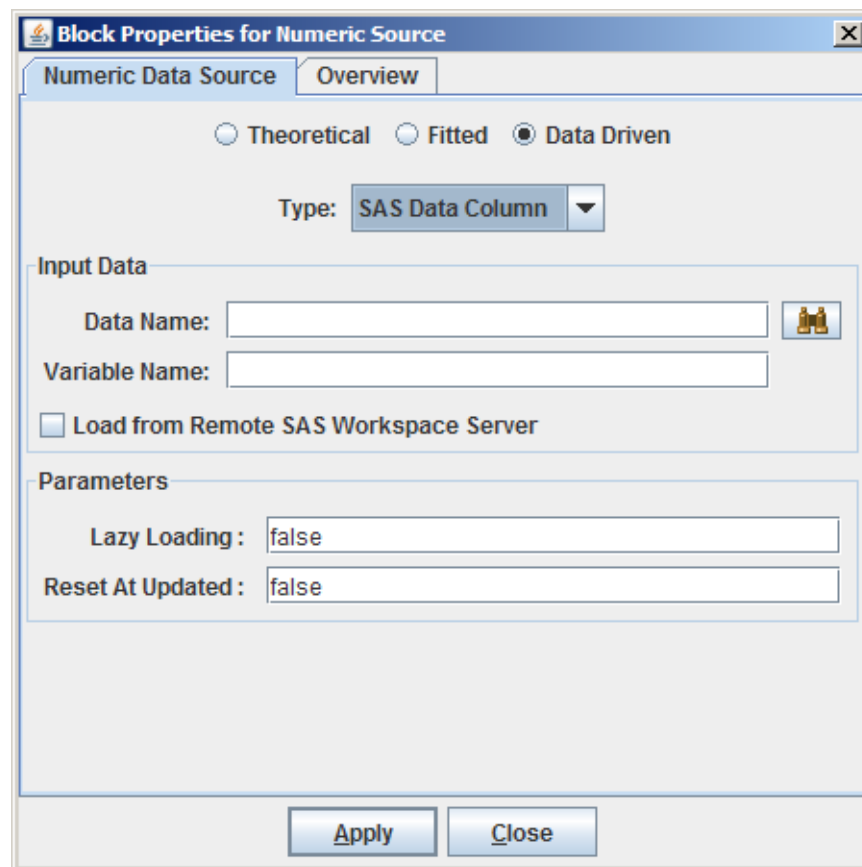 Block Properties for Numeric Source
Numeric Data Source Overview
Theoretical Fitted Data Driven
Type: SAS Data Column
Input Data
Data Name:
Variable Name:
Load from Remote SAS Workspace Server
Parameters
Lazy Loading : false
Reset At Updated : false
Apply Close